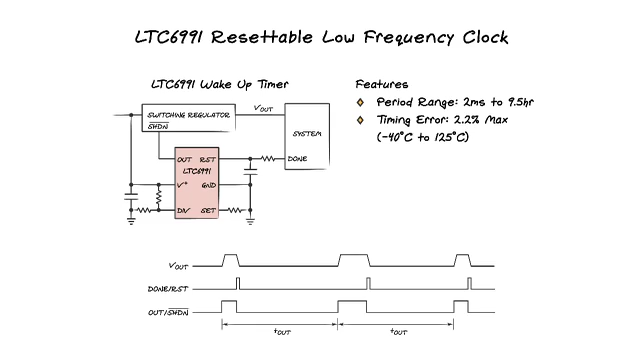 LTC6991 Resettable Low Frequency Clock
LTC6991 Wake Up Timer
Features
Period Range: 2ms to 9.5hr
Timing Error: 2.2% Max
(-40°C to 125°C)
SWITCHING REGULATOR
SHDN
VOUT
SYSTEM
DONE
OUT RST
LTC6991
V+ GND
DIV SET
VOUT
DONE/RST
OUT/SHDN
tOUT tOUT